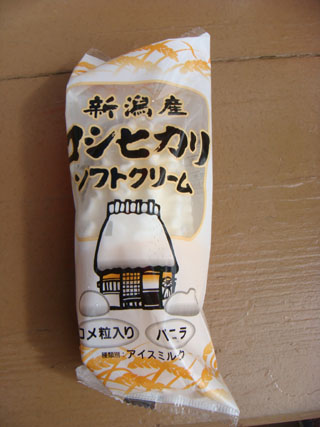 新潟産
コシヒカリ
ソフトクリーム
コメ粒入り
バニラ
種類別：アイスミルク